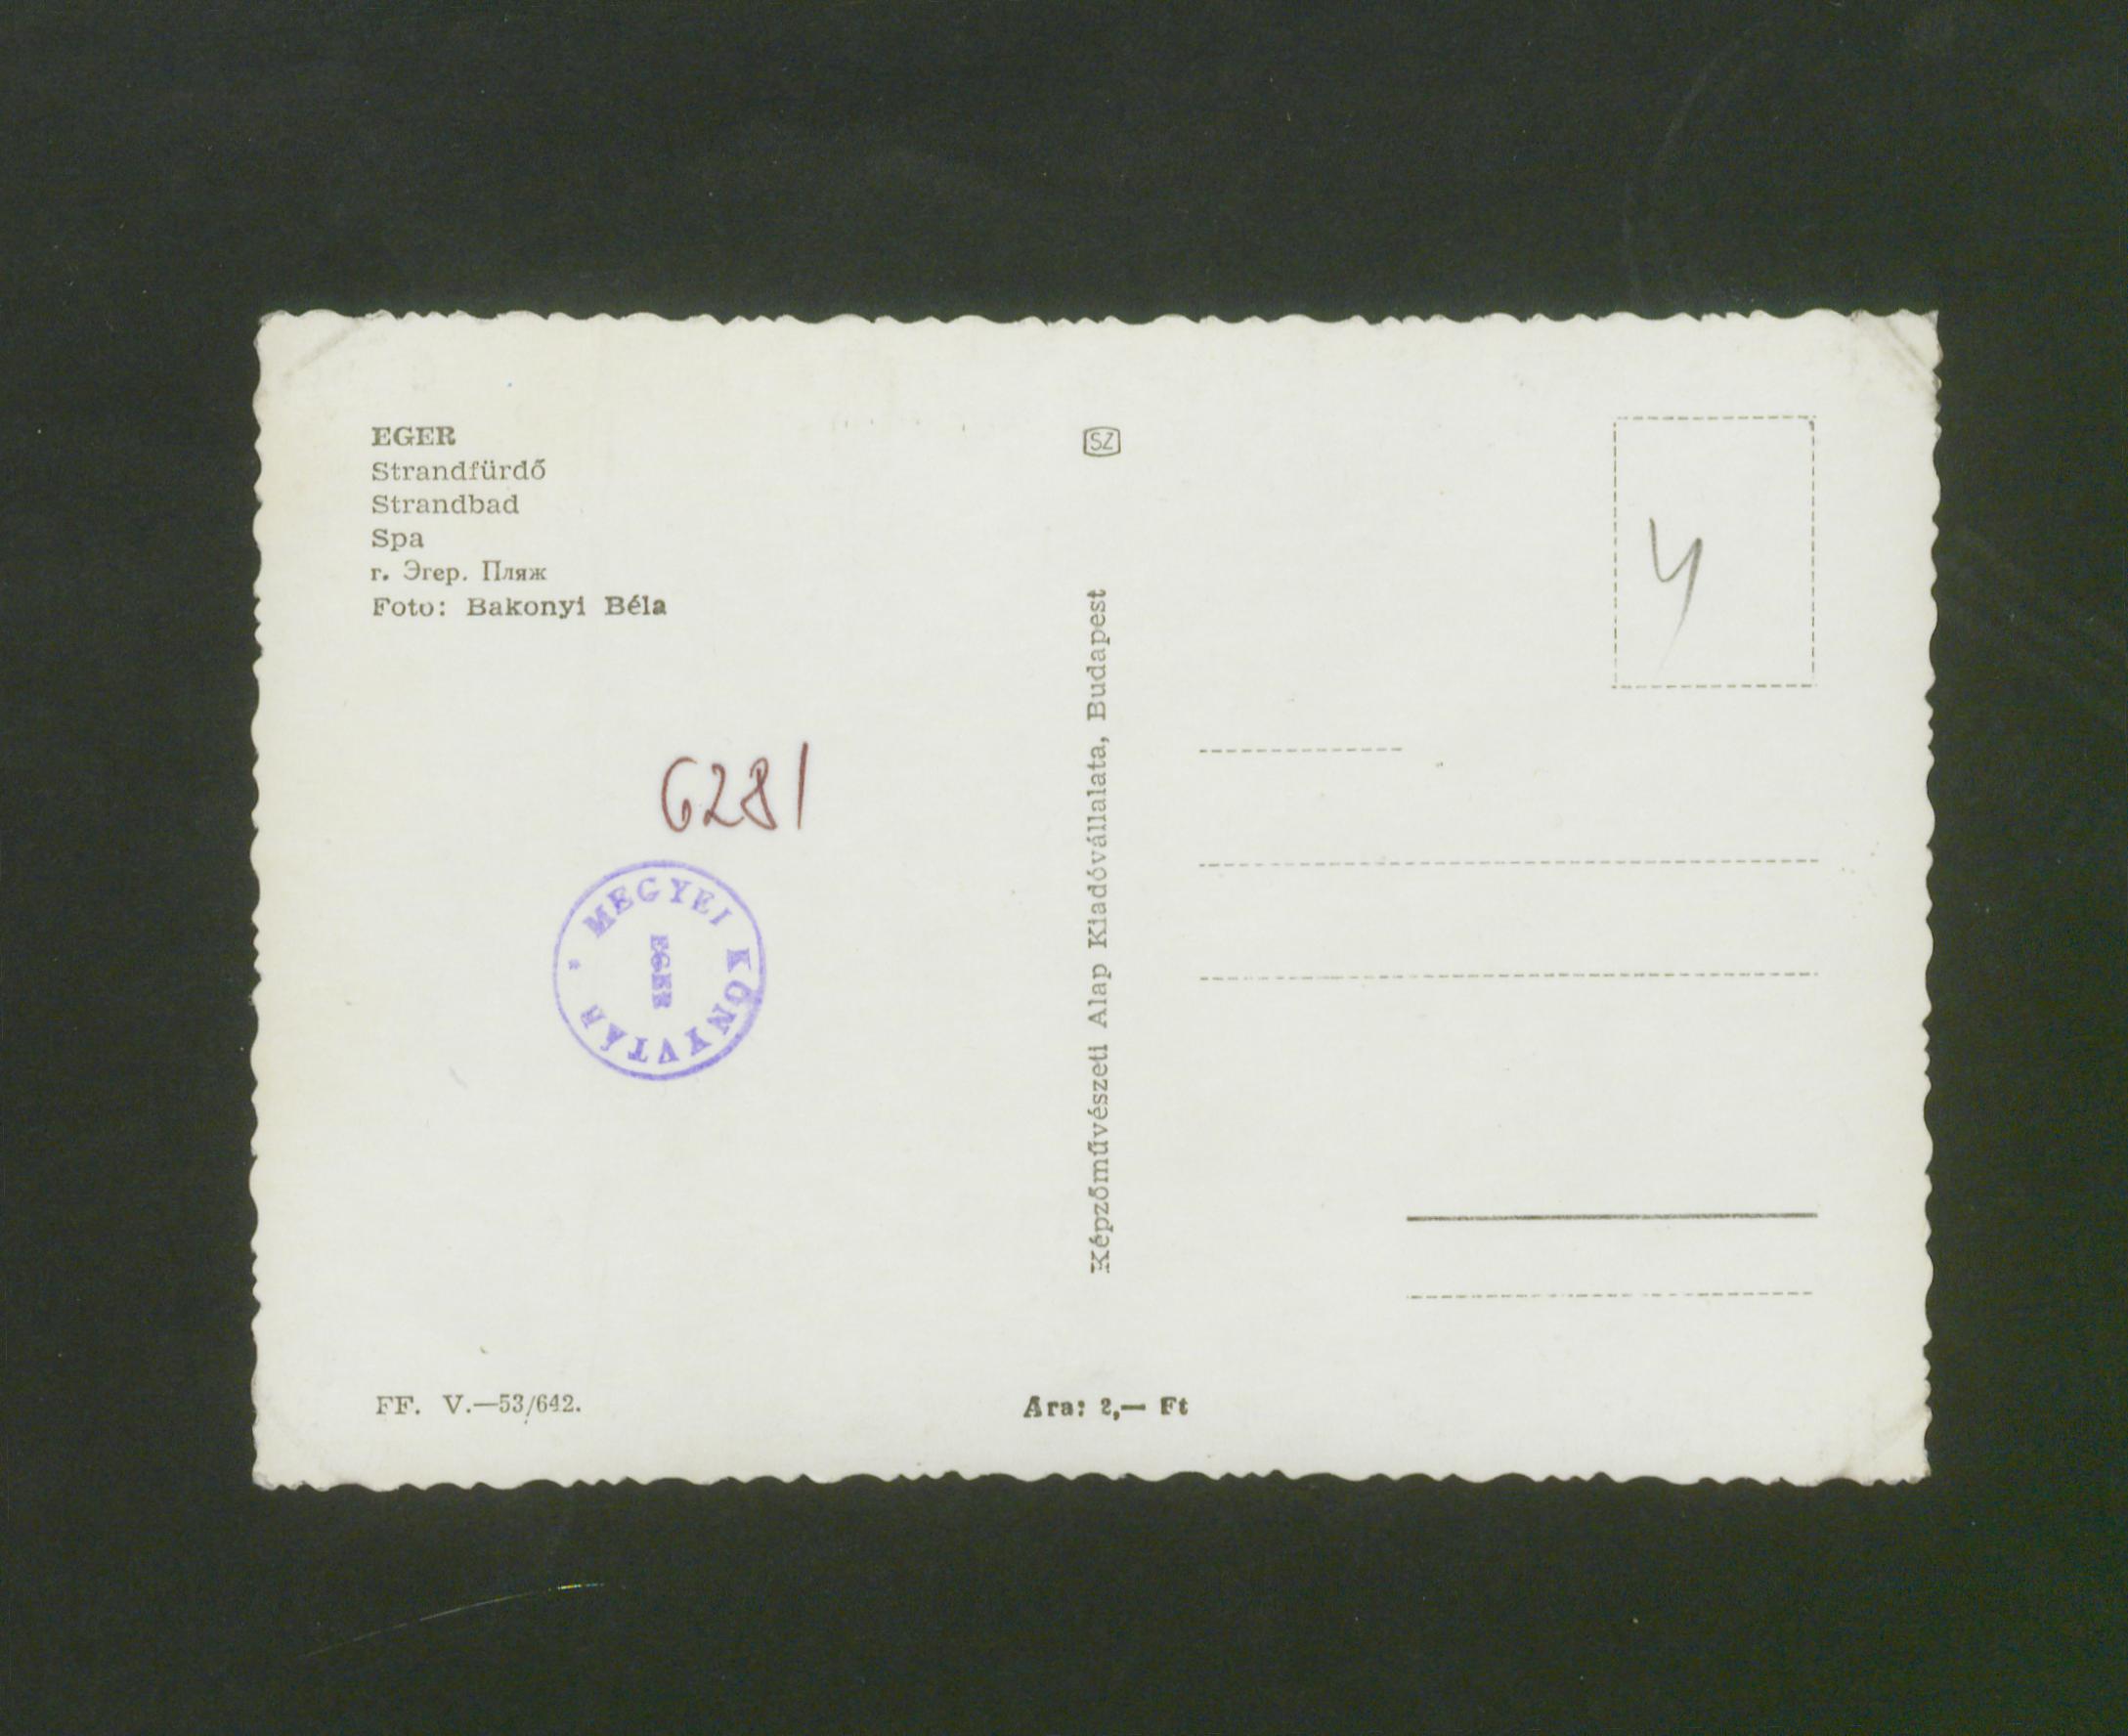 EGER
Strandfürdő
Strandbad
Spa
г. Эгер. Пляж
Foto: Bakonyi Béla
6281
MEGYEI KÖNYVTÁR *
EGER
FF. V.—53/642.
SZ
Képzőművészeti Alap Kiadóvállalata, Budapest
Ára: 2,— Ft
4